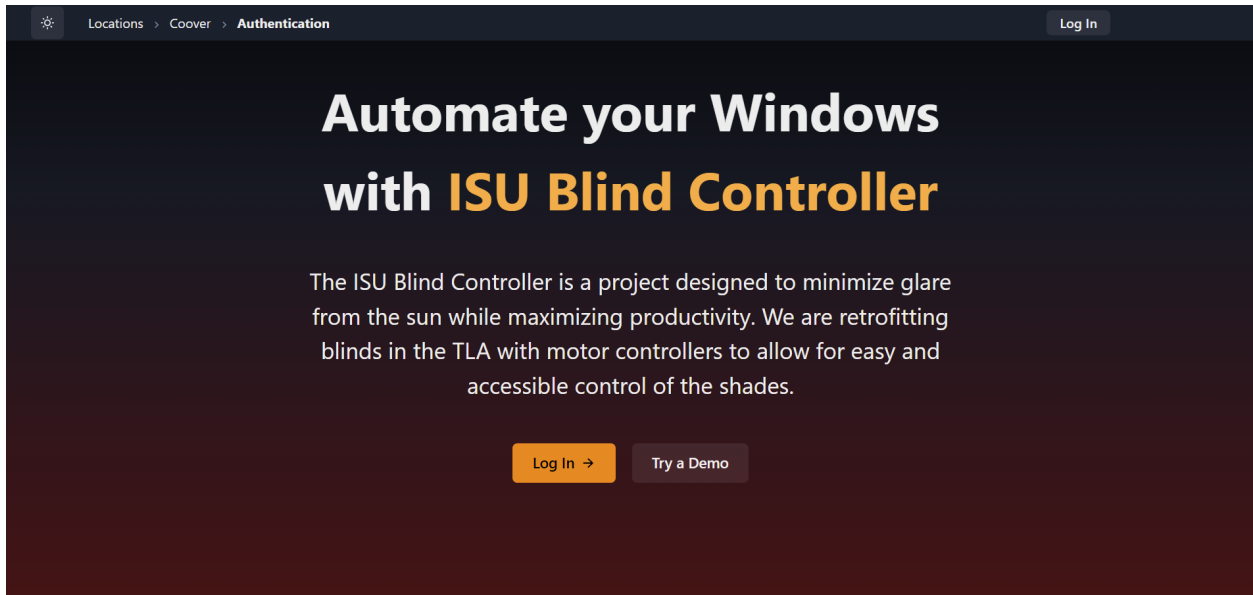 Locations > Coover > Authentication
Log In
Automate your Windows
with ISU Blind Controller
The ISU Blind Controller is a project designed to minimize glare
from the sun while maximizing productivity. We are retrofitting
blinds in the TLA with motor controllers to allow for easy and
accessible control of the shades.
Log In →
Try a Demo